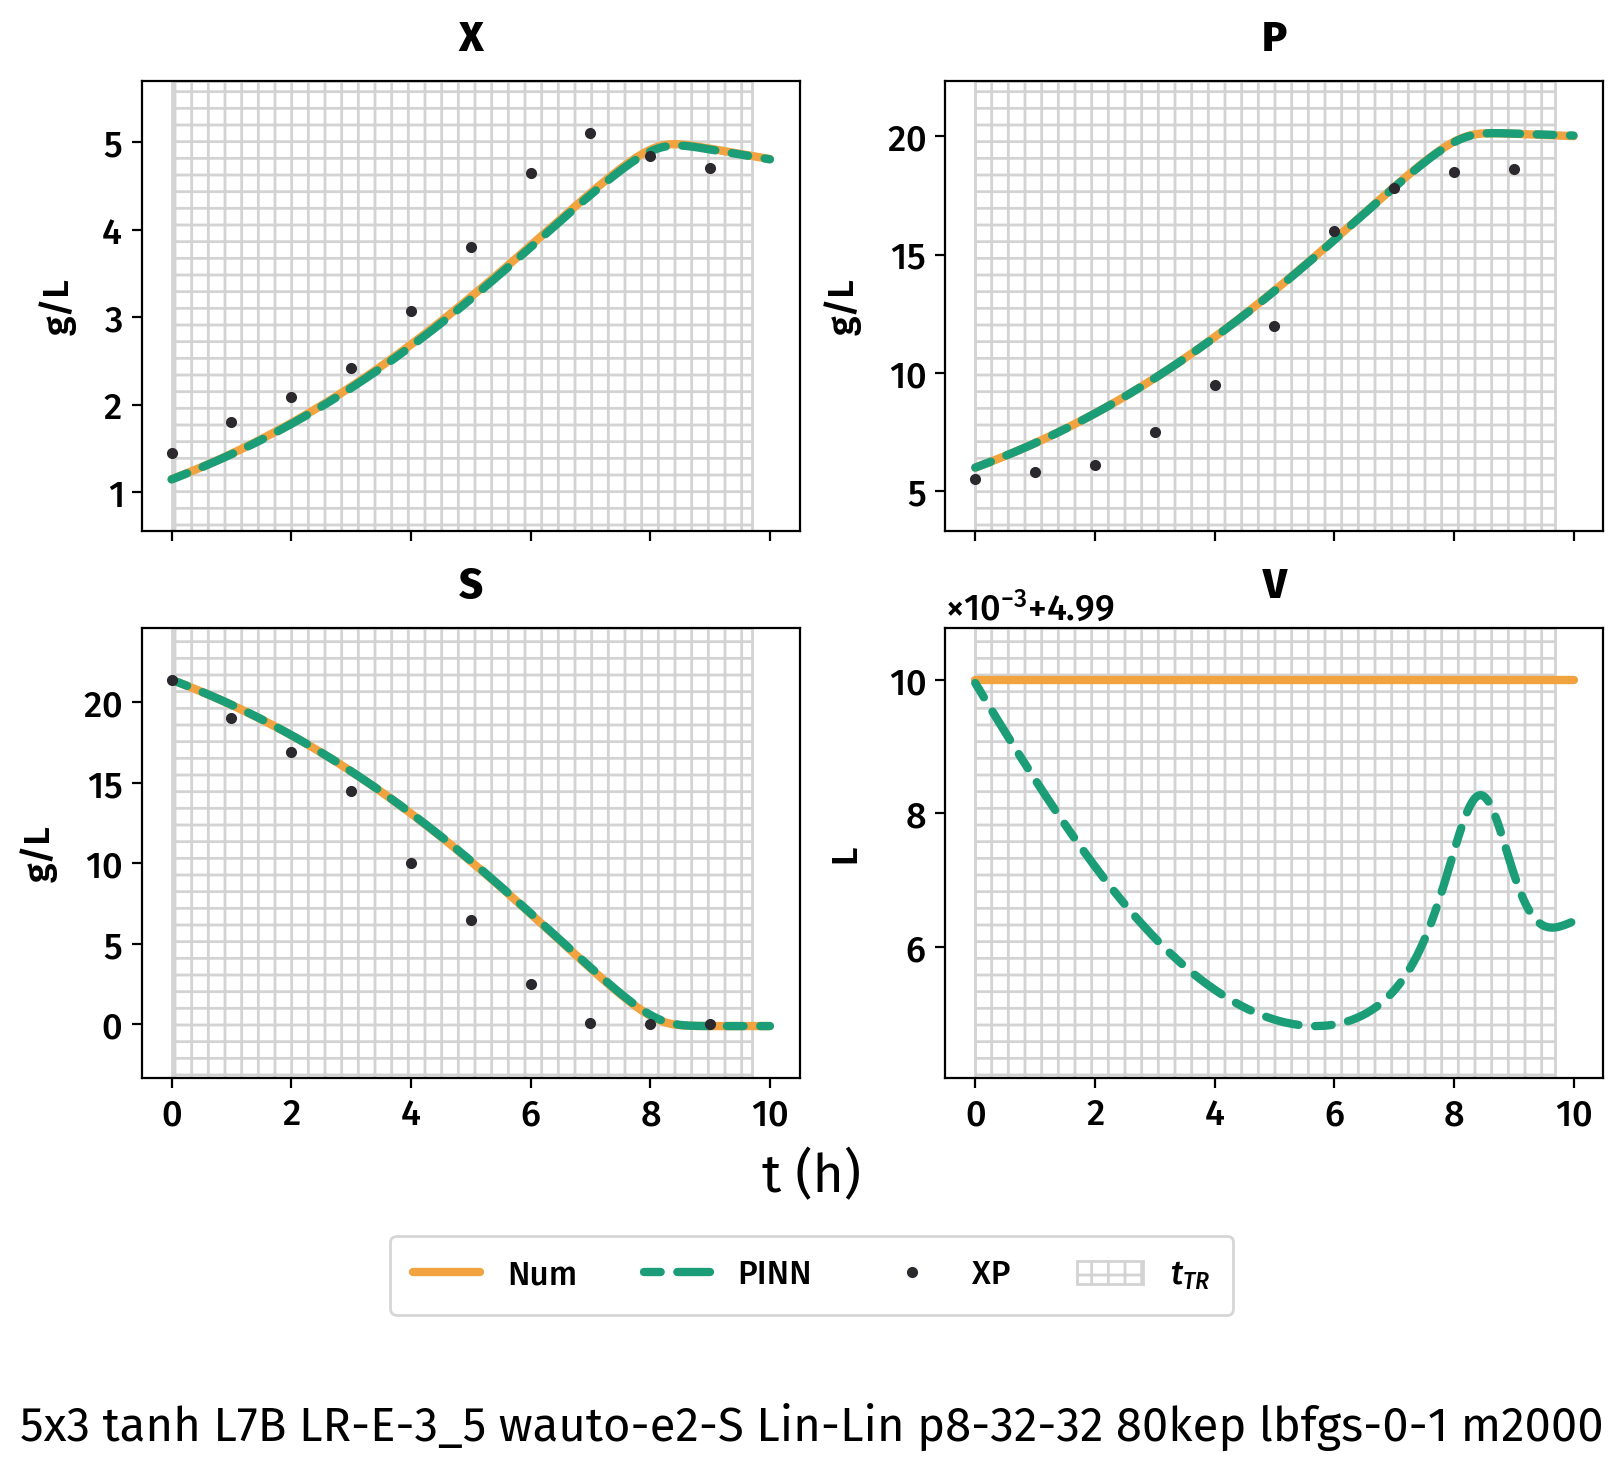 X
P
5
4
3
2
1
g/L
20
15
10
5
g/L
S
V
×10⁻³+4.99
20
15
10
5
0
g/L
10
8
6
L
0 2 4 6 8 10
0 2 4 6 8 10
t (h)
Num PINN XP t_TR
5x3 tanh L7B LR-E-3_5 wauto-e2-S Lin-Lin p8-32-32 80kep lbfgs-0-1 m2000